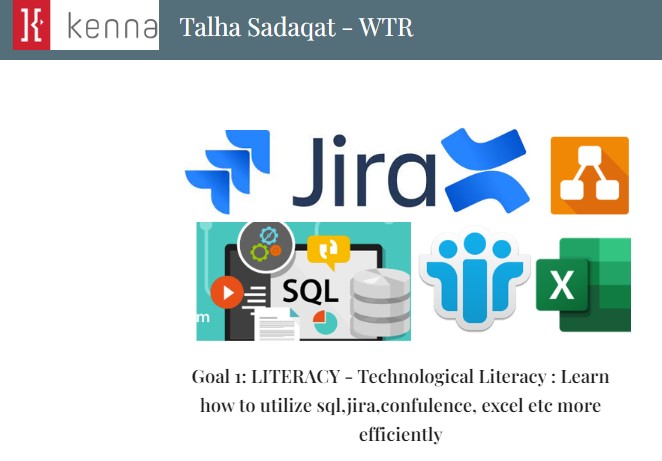 kenna
Talha Sadaqat - WTR
Jira
SQL
m
X
Goal 1: LITERACY - Technological Literacy : Learn
how to utilize sql,jira,confulence, excel etc more
efficiently